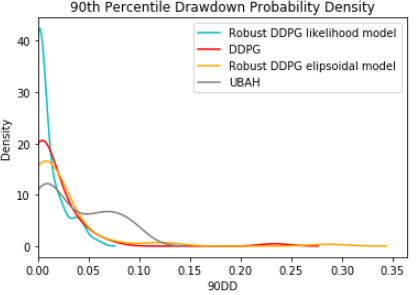 90th Percentile Drawdown Probability Density
Robust DDPG likelihood model
DDPG
Robust DDPG elipsoidal model
UBAH
Density
40
30
20
10
0
0.00 0.05 0.10 0.15 0.20 0.25 0.30 0.35
90DD